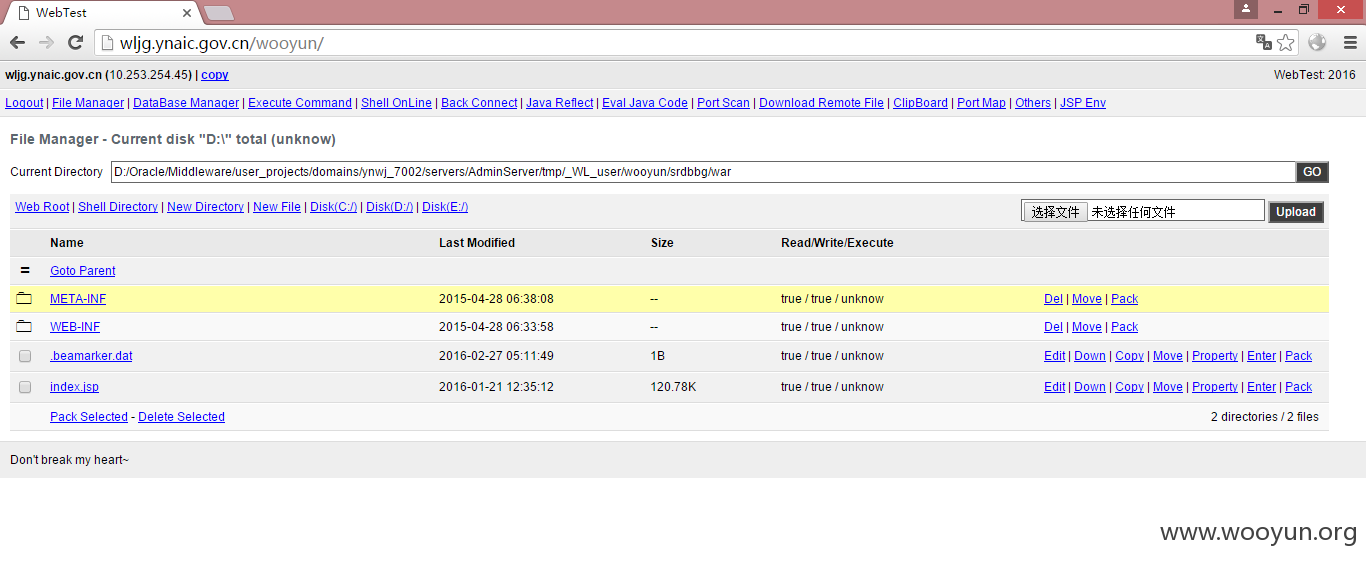 WebTest
wljg.ynaic.gov.cn/wooyun/
wljg.ynaic.gov.cn (10.253.254.45) | copy WebTest: 2016
Logout | File Manager | DataBase Manager | Execute Command | Shell OnLine | Back Connect | Java Reflect | Eval Java Code | Port Scan | Download Remote File | ClipBoard | Port Map | Others | JSP Env
File Manager - Current disk "D:\" total (unknow)
Current Directory D:/Oracle/Middleware/user_projects/domains/ynwj_7002/servers/AdminServer/tmp/_WL_user/wooyun/srdbbg/war GO
Web Root | Shell Directory | New Directory | New File | Disk(C:/) | Disk(D:/) | Disk(E:/) 选择文件 未选择任何文件 Upload
Name Last Modified Size Read/Write/Execute
= Goto Parent
META-INF 2015-04-28 06:38:08 -- true / true / unknow Del | Move | Pack
WEB-INF 2015-04-28 06:33:58 -- true / true / unknow Del | Move | Pack
.beamarker.dat 2016-02-27 05:11:49 1B true / true / unknow Edit | Down | Copy | Move | Property | Enter | Pack
index.jsp 2016-01-21 12:35:12 120.78K true / true / unknow Edit | Down | Copy | Move | Property | Enter | Pack
Pack Selected - Delete Selected 2 directories / 2 files
Don't break my heart~
www.wooyun.org